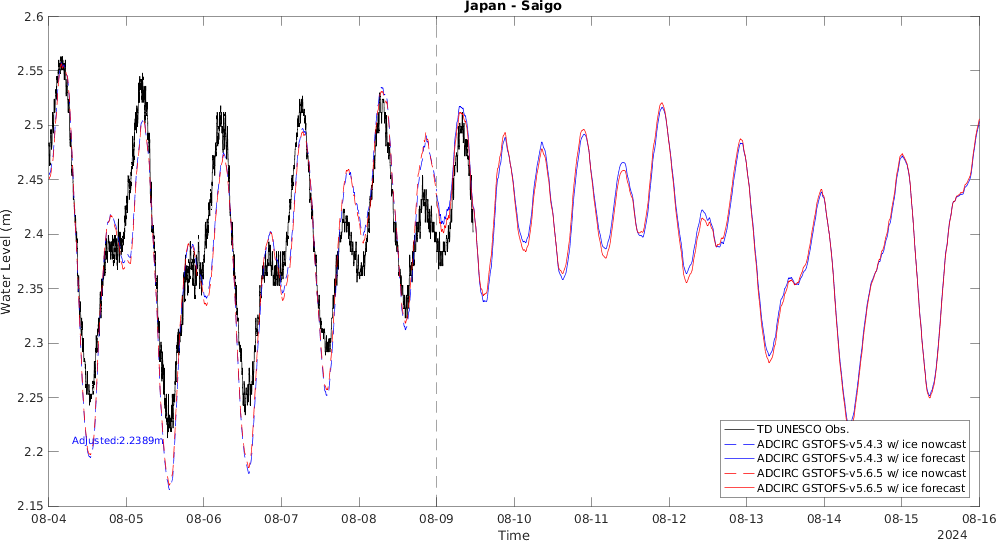 Japan - Saigo
2.6
2.55
2.5
2.45
2.4
2.35
2.3
2.25
2.2
2.15
Water Level (m)
Adjusted:2.2389m
TD UNESCO Obs.
ADCIRC GSTOFS-v5.4.3 w/ ice nowcast
ADCIRC GSTOFS-v5.4.3 w/ ice forecast
ADCIRC GSTOFS-v5.6.5 w/ ice nowcast
ADCIRC GSTOFS-v5.6.5 w/ ice forecast
08-04 08-05 08-06 08-07 08-08 08-09 08-10 08-11 08-12 08-13 08-14 08-15 08-16
Time
2024